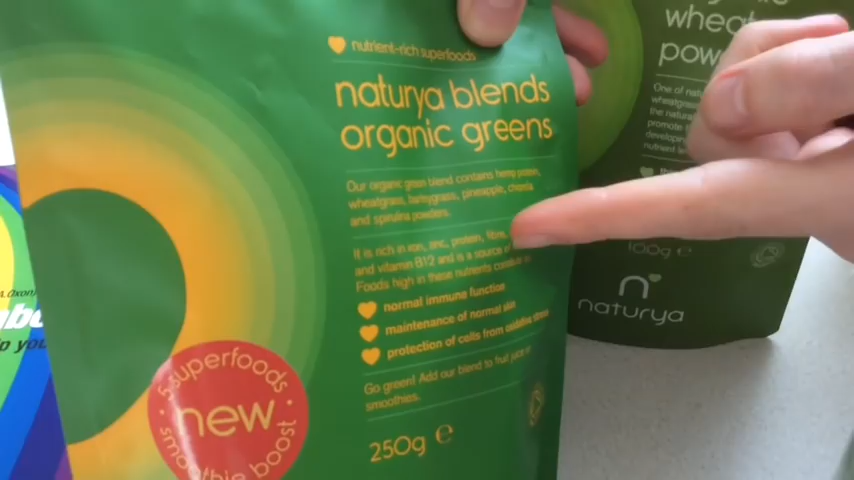 nutrient-rich superfoods
naturya blends
organic greens
Our organic green blend contains hemp protein,
wheatgrass, barleygrass, pineapple, chlorella
and spirulina powders.
It is rich in iron, zinc, protein, fibre,
and vitamin B12 and is a source of
Foods high in these nutrients contribute to
normal immune function
maintenance of normal skin
protection of cells from oxidative stress
Go green! Add our blend to fruit juice or
smoothies.
250g e
5 superfoods
new
smoothie boost
wheat
pow
One of nat
wheatgrass
the natural
promote
developing
nutrient le
100g e
n
naturya
Oxon)